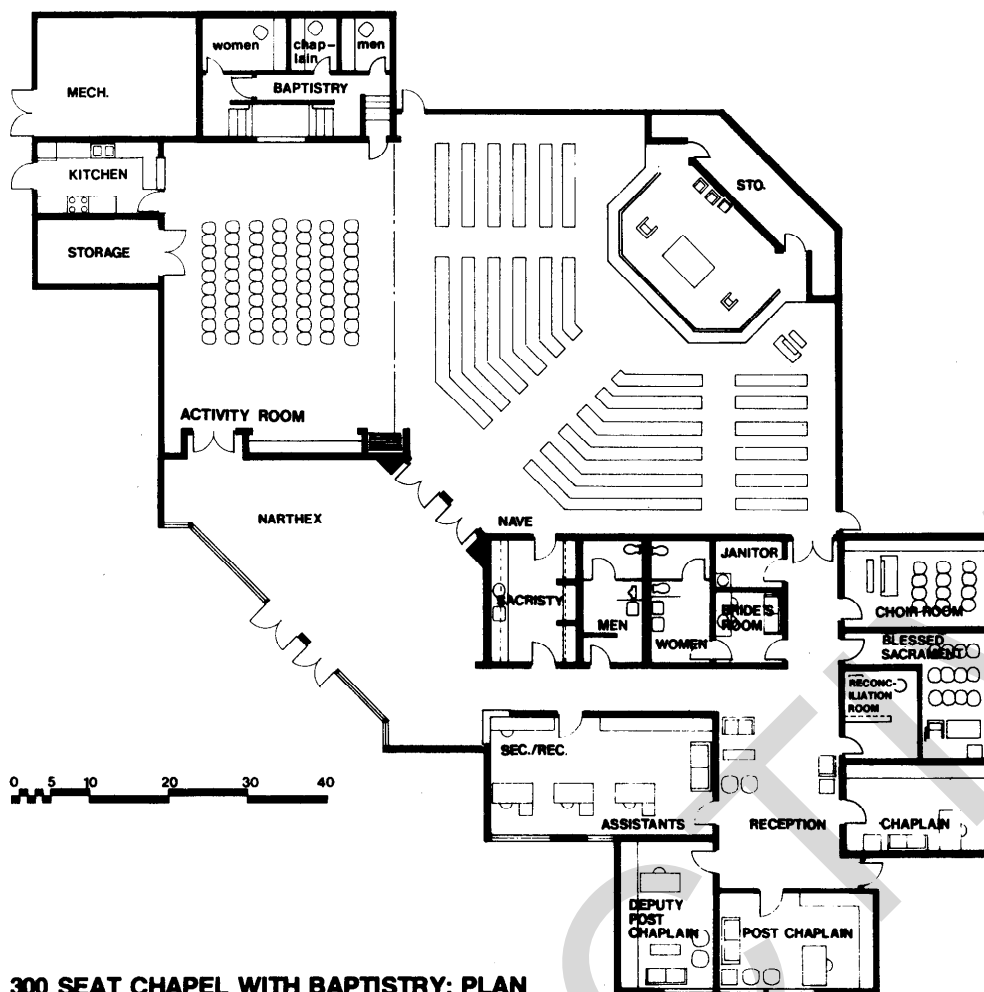 women
chap-
lain
men
BAPTISTRY
MECH.
KITCHEN
STO.
STORAGE
ACTIVITY ROOM
NARTHEX
NAVE
JANITOR
SACRISTY
BRIDE'S
ROOM
CHOIR ROOM
MEN
WOMEN
BLESSED
SACRAMENT
RECONC-
ILIATION
ROOM
SEC./REC.
0 5 10 20 30 40
ASSISTANTS
RECEPTION
CHAPLAIN
DEPUTY
POST
CHAPLAIN
POST CHAPLAIN
300 SEAT CHAPEL WITH BAPTISTRY: PLAN